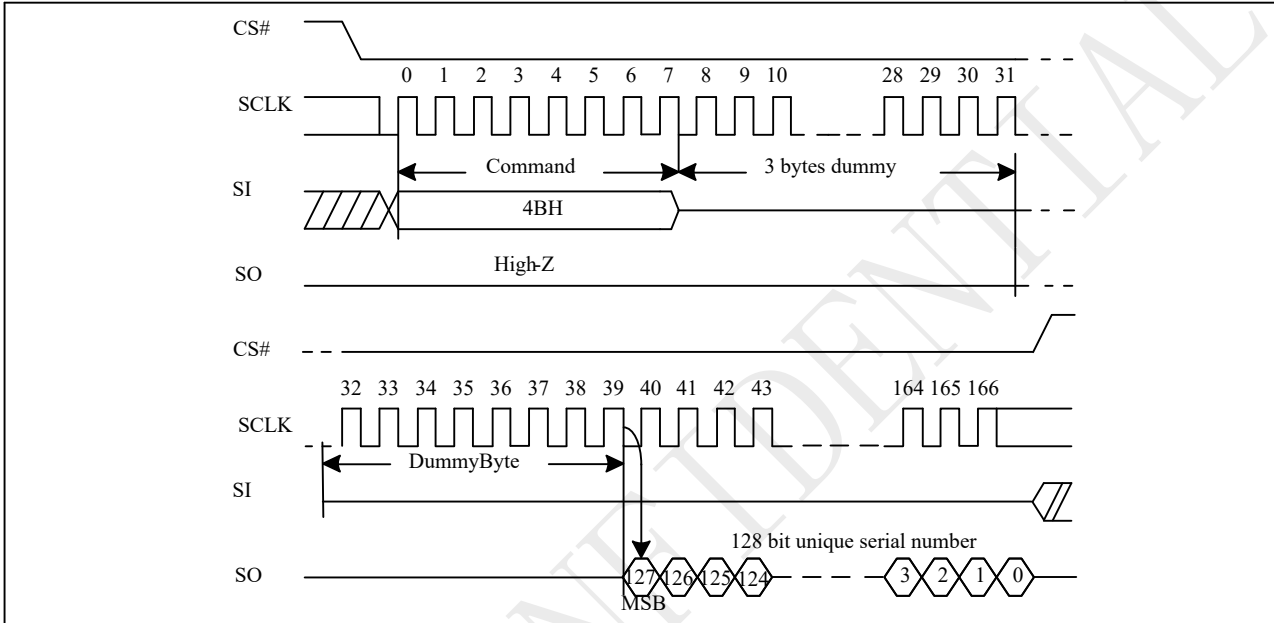 CS#
0 1 2 3 4 5 6 7 8 9 10 28 29 30 31
SCLK
Command 3 bytes dummy
SI
4BH
High-Z
SO
CS#
32 33 34 35 36 37 38 39 40 41 42 43 164 165 166
SCLK
DummyByte
SI
128 bit unique serial number
SO 127 126 125 124 3 2 1 0
MSB